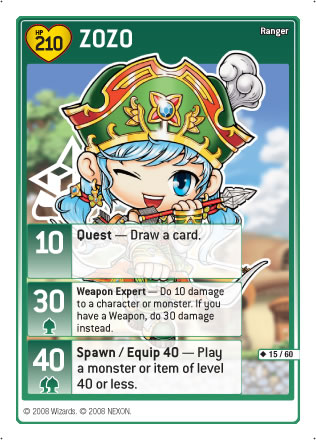 HP
210
ZOZO
Ranger
10
Quest — Draw a card.
30
Weapon Expert — Do 10 damage
to a character or monster. If you
have a Weapon, do 30 damage
instead.
40
Spawn / Equip 40 — Play
a monster or item of level
40 or less.
◆ 15 / 60
© 2008 Wizards. © 2008 NEXON.